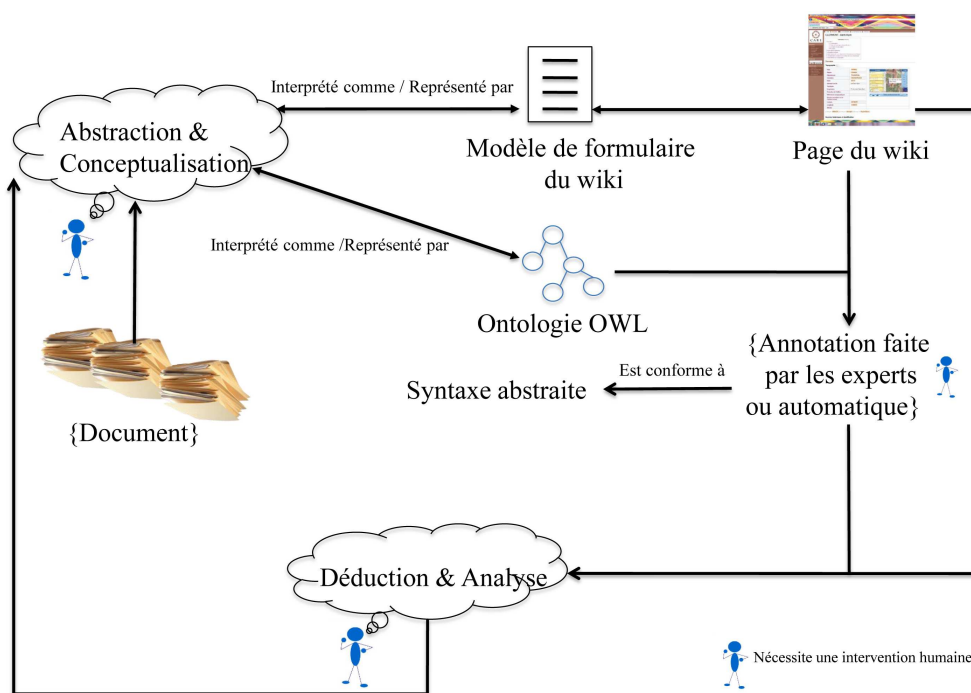 Interprété comme / Représenté par
Abstraction &
Conceptualisation
Modèle de formulaire
du wiki
Page du wiki
Interprété comme /Représenté par
Ontologie OWL
{Annotation faite
par les experts
ou automatique}
Est conforme à
Syntaxe abstraite
{Document}
Déduction & Analyse
Nécessite une intervention humaine